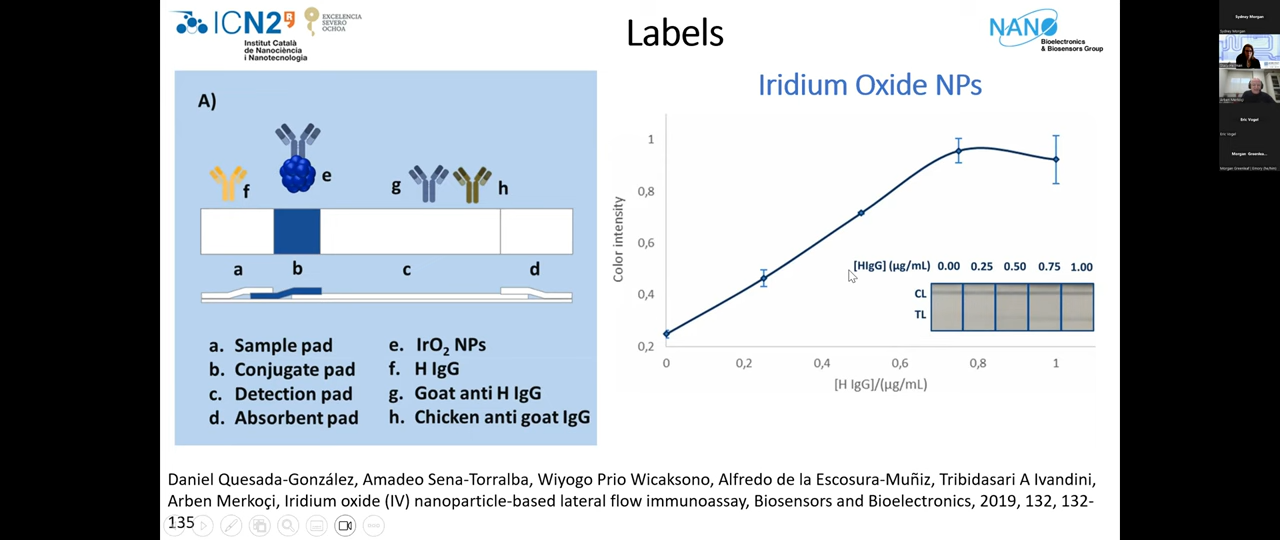 ICN2
EXCELENCIA
SEVERO
OCHOA
Institut Català
de Nanociència
i Nanotecnologia
Labels
NANO
Bioelectronics
& Biosensors Group
A)
f
e
g
h
a
b
c
d
a. Sample pad
b. Conjugate pad
c. Detection pad
d. Absorbent pad
e. IrO₂ NPs
f. H IgG
g. Goat anti H IgG
h. Chicken anti goat IgG
Iridium Oxide NPs
Color intensity
1
0,8
0,6
0,4
0,2
0
0,2
0,4
0,6
0,8
1
[H IgG]/(µg/mL)
[HIgG] (µg/mL) 0.00 0.25 0.50 0.75 1.00
CL
TL
Daniel Quesada-González, Amadeo Sena-Torralba, Wiyogo Prio Wicaksono, Alfredo de la Escosura-Muñiz, Tribidasari A Ivandini,
Arben Merkoçi, Iridium oxide (IV) nanoparticle-based lateral flow immunoassay, Biosensors and Bioelectronics, 2019, 132, 132-
135
Sydney Morgan
Sydney Morgan
Eric Vogel
Eric Vogel